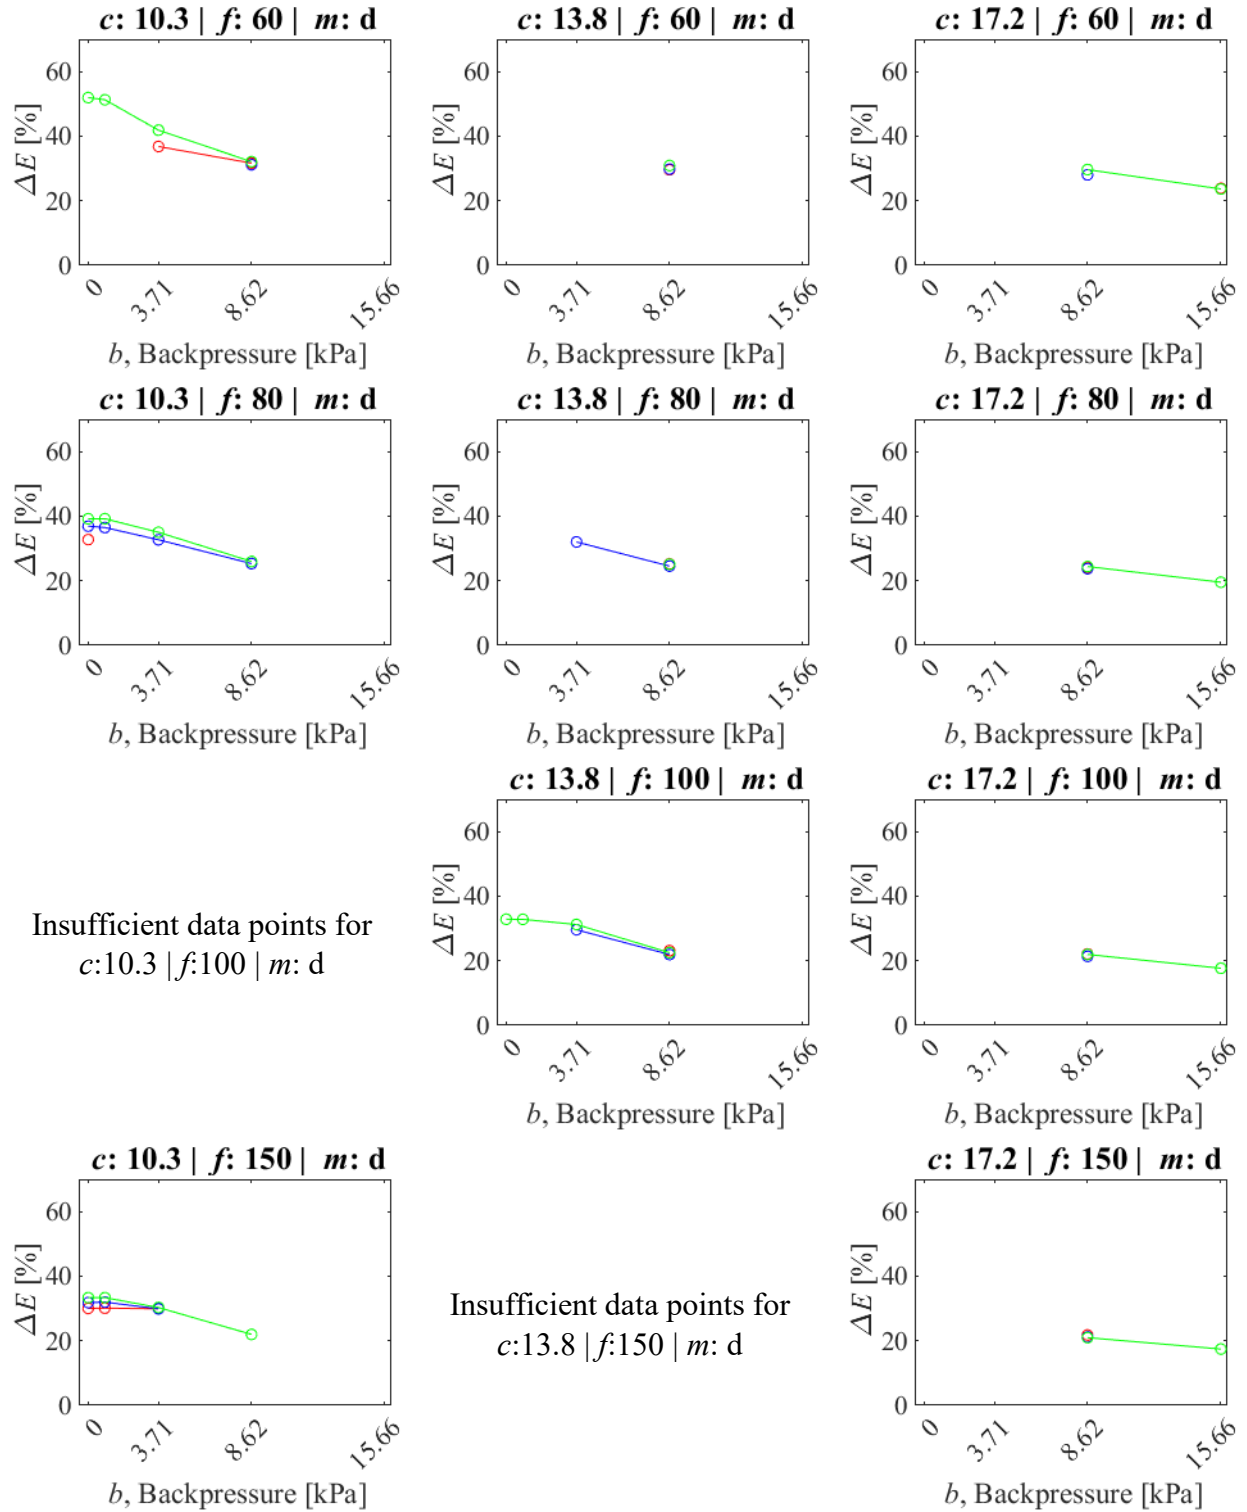 c: 10.3 | f: 60 | m: d
c: 13.8 | f: 60 | m: d
c: 17.2 | f: 60 | m: d
60
40
20
0
ΔE [%]
0
3.71
8.62
15.66
b, Backpressure [kPa]
60
40
20
0
ΔE [%]
0
3.71
8.62
15.66
b, Backpressure [kPa]
60
40
20
0
ΔE [%]
0
3.71
8.62
15.66
b, Backpressure [kPa]
c: 10.3 | f: 80 | m: d
c: 13.8 | f: 80 | m: d
c: 17.2 | f: 80 | m: d
60
40
20
0
ΔE [%]
0
3.71
8.62
15.66
b, Backpressure [kPa]
60
40
20
0
ΔE [%]
0
3.71
8.62
15.66
b, Backpressure [kPa]
60
40
20
0
ΔE [%]
0
3.71
8.62
15.66
b, Backpressure [kPa]
Insufficient data points for
c:10.3 | f:100 | m: d
c: 13.8 | f: 100 | m: d
c: 17.2 | f: 100 | m: d
60
40
20
0
ΔE [%]
0
3.71
8.62
15.66
b, Backpressure [kPa]
60
40
20
0
ΔE [%]
0
3.71
8.62
15.66
b, Backpressure [kPa]
c: 10.3 | f: 150 | m: d
60
40
20
0
ΔE [%]
0
3.71
8.62
15.66
b, Backpressure [kPa]
Insufficient data points for
c:13.8 | f:150 | m: d
c: 17.2 | f: 150 | m: d
60
40
20
0
ΔE [%]
0
3.71
8.62
15.66
b, Backpressure [kPa]